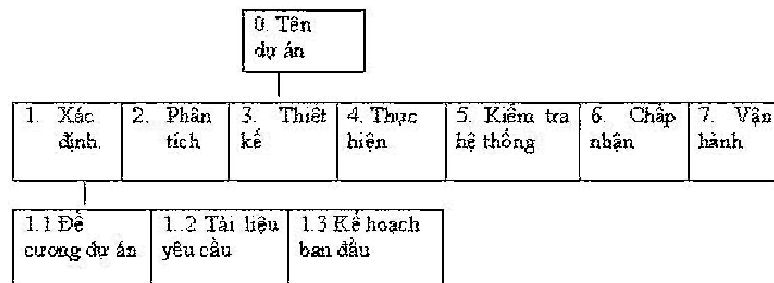 0. Tên
dự án
1. Xác
định.
2. Phân
tích
3. Thiết
kế
4. Thực
hiện
5. Kiểm tra
hệ thống
6. Chấp
nhận
7. Vận
hành
1.1 Đề
cương dự án
1..2 Tài liệu
yêu cầu
1.3 Kế hoạch
ban đầu